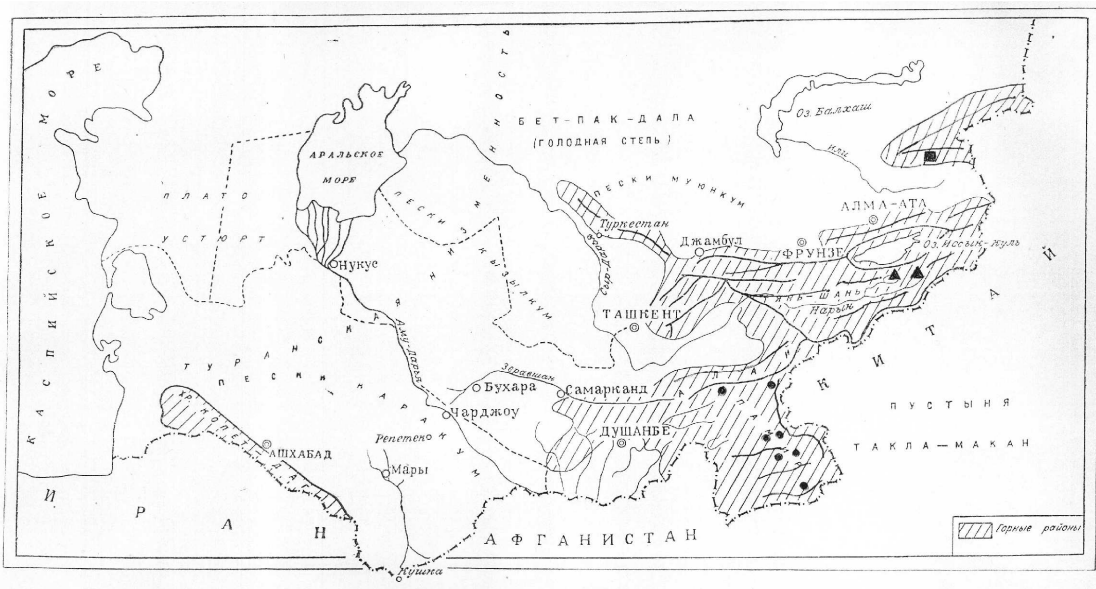 КАСПИЙСКОЕ МОРЕ
АРАЛЬСКОЕ
МОРЕ
ПЛАТО
УСТЮРТ
БЕТ-ПАК-ДАЛА
(ГОЛОДНАЯ СТЕПЬ)
Оз. Балхаш
или
ПЕСКИ МУЮНКУМ
ПЕСКИ КЫЗЫЛКУМ
ТУРАНСКАЯ НИЗМЕННОСТЬ
ПЕСКИ КАРАКУМ
Нукус
Туркестан
Сыр-Дарья
Джамбул
АЛМА-АТА
ФРУНЗЕ
Оз. Иссык-куль
ТЯНЬ-ШАНЬ
Нарын
ТАШКЕНТ
Аму-Дарья
Зеравшан
Бухара
Самарканд
Чарджоу
Репетек
ДУШАНБЕ
АЛАЙ
ПАМИР
ХР. КОПЕТ-ДАГ
АШХАБАД
Мары
Кушка
ИРАН
АФГАНИСТАН
КИТАЙ
ПУСТЫНЯ
ТАКЛА-МАКАН
Горные районы